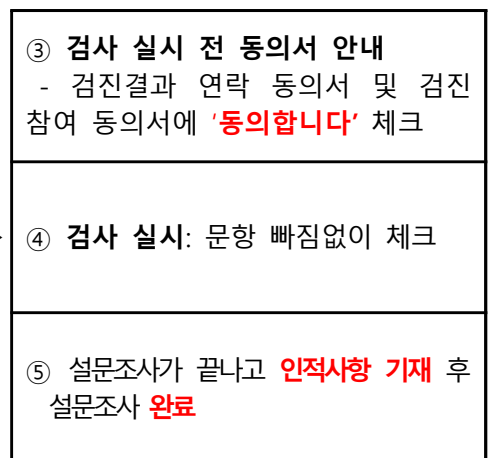 ③ 검사 실시 전 동의서 안내
- 검진결과 연락 동의서 및 검진
참여 동의서에 ‘동의합니다’ 체크
④ 검사 실시: 문항 빠짐없이 체크
⑤ 설문조사가 끝나고 인적사항 기재 후
설문조사 완료